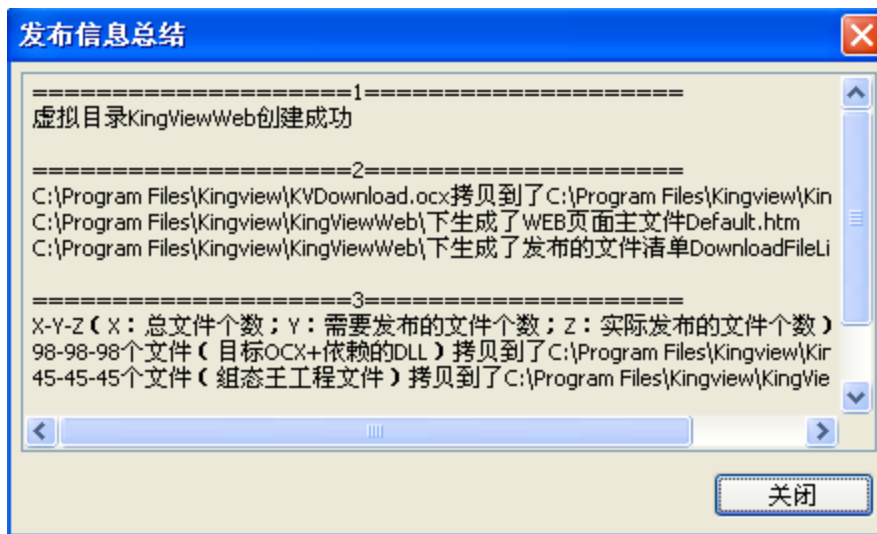 发布信息总结
====================1====================
虚拟目录KingViewWeb创建成功
====================2====================
C:\Program Files\Kingview\KVDownload.ocx拷贝到了C:\Program Files\Kingview\Kin
C:\Program Files\Kingview\KingViewWeb\下生成了WEB页面主文件Default.htm
C:\Program Files\Kingview\KingViewWeb\下生成了发布的文件清单DownloadFileLi
====================3====================
X-Y-Z(X：总文件个数；Y：需要发布的文件个数；Z：实际发布的文件个数)
98-98-98个文件(目标OCX+依赖的DLL)拷贝到了C:\Program Files\Kingview\Kin
45-45-45个文件(组态王工程文件)拷贝到了C:\Program Files\Kingview\KingVie
关闭